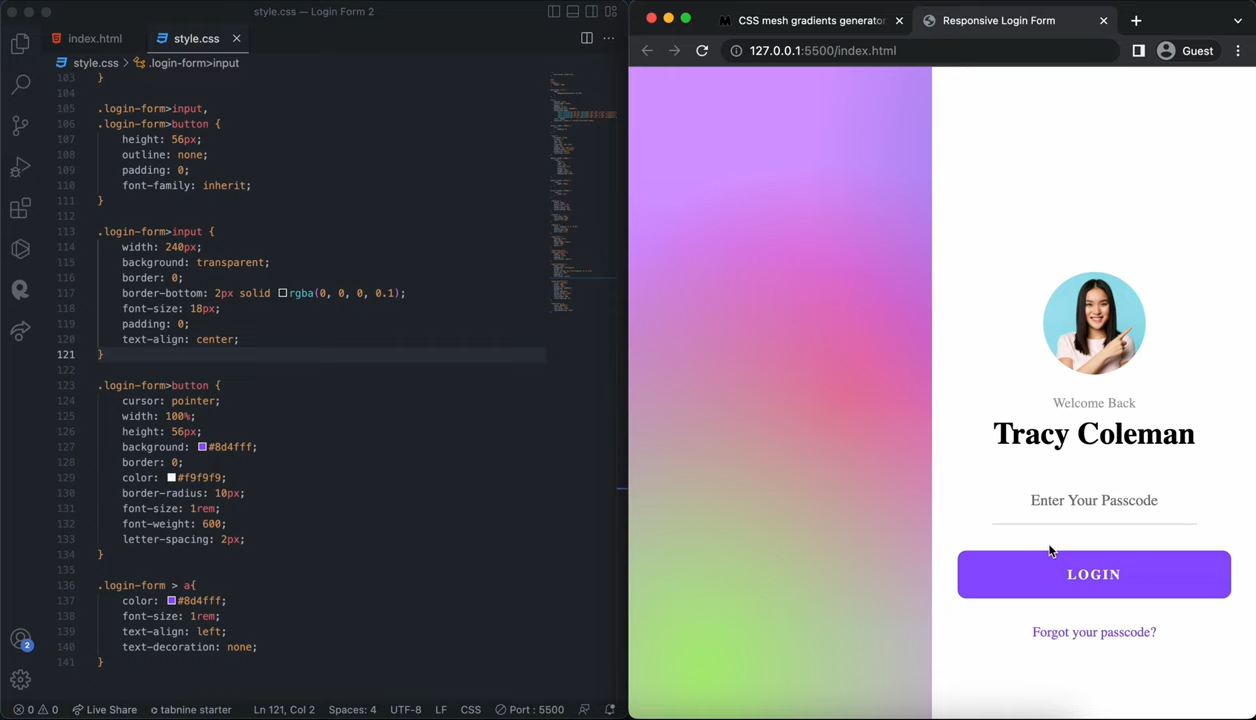 style.css — Login Form 2
index.html
style.css
style.css > .login-form>input
103 }
104
105 .login-form>input,
106 .login-form>button {
107 height: 56px;
108 outline: none;
109 padding: 0;
110 font-family: inherit;
111 }
112
113 .login-form>input {
114 width: 240px;
115 background: transparent;
116 border: 0;
117 border-bottom: 2px solid rgba(0, 0, 0, 0.1);
118 font-size: 18px;
119 padding: 0;
120 text-align: center;
121 }
122
123 .login-form>button {
124 cursor: pointer;
125 width: 100%;
126 height: 56px;
127 background: #8d4fff;
128 border: 0;
129 color: #f9f9f9;
130 border-radius: 10px;
131 font-size: 1rem;
132 font-weight: 600;
133 letter-spacing: 2px;
134 }
135
136 .login-form > a{
137 color: #8d4fff;
138 font-size: 1rem;
139 text-align: left;
140 text-decoration: none;
141 }
2
0 0 Live Share tabnine starter Ln 121, Col 2 Spaces: 4 UTF-8 LF CSS Port : 5500
CSS mesh gradients generator
Responsive Login Form
127.0.0.1:5500/index.html
Guest
Welcome Back
Tracy Coleman
Enter Your Passcode
LOGIN
Forgot your passcode?